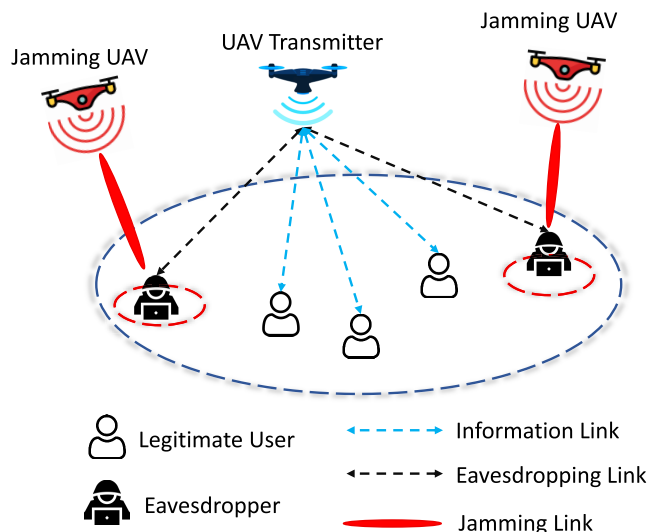 Jamming UAV
UAV Transmitter
Jamming UAV
Legitimate User
Information Link
Eavesdropping Link
Eavesdropper
Jamming Link